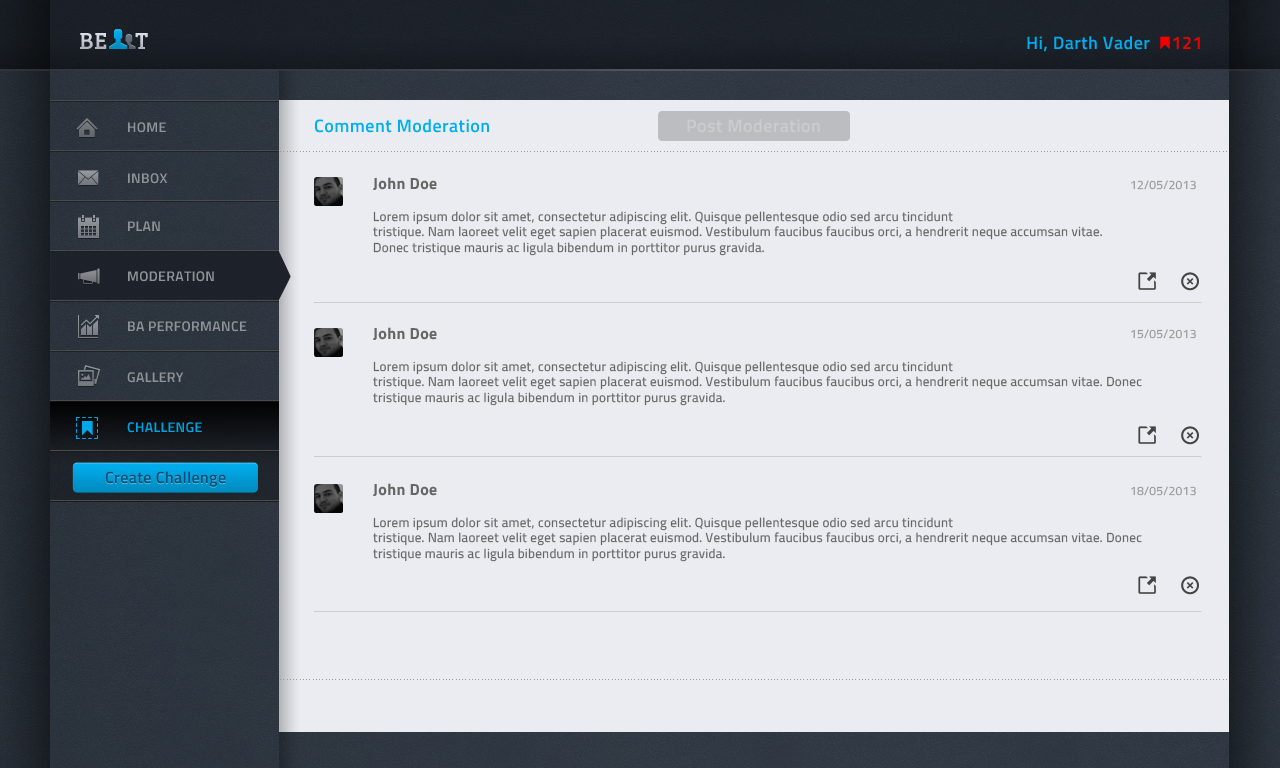 BE T
Hi, Darth Vader 121
HOME
INBOX
PLAN
MODERATION
BA PERFORMANCE
GALLERY
CHALLENGE
Create Challenge
Comment Moderation
Post Moderation
John Doe
12/05/2013
Lorem ipsum dolor sit amet, consectetur adipiscing elit. Quisque pellentesque odio sed arcu tincidunt
tristique. Nam laoreet velit eget sapien placerat euismod. Vestibulum faucibus faucibus orci, a hendrerit neque accumsan vitae.
Donec tristique mauris ac ligula bibendum in porttitor purus gravida.
John Doe
15/05/2013
Lorem ipsum dolor sit amet, consectetur adipiscing elit. Quisque pellentesque odio sed arcu tincidunt
tristique. Nam laoreet velit eget sapien placerat euismod. Vestibulum faucibus faucibus orci, a hendrerit neque accumsan vitae. Donec
tristique mauris ac ligula bibendum in porttitor purus gravida.
John Doe
18/05/2013
Lorem ipsum dolor sit amet, consectetur adipiscing elit. Quisque pellentesque odio sed arcu tincidunt
tristique. Nam laoreet velit eget sapien placerat euismod. Vestibulum faucibus faucibus orci, a hendrerit neque accumsan vitae. Donec
tristique mauris ac ligula bibendum in porttitor purus gravida.